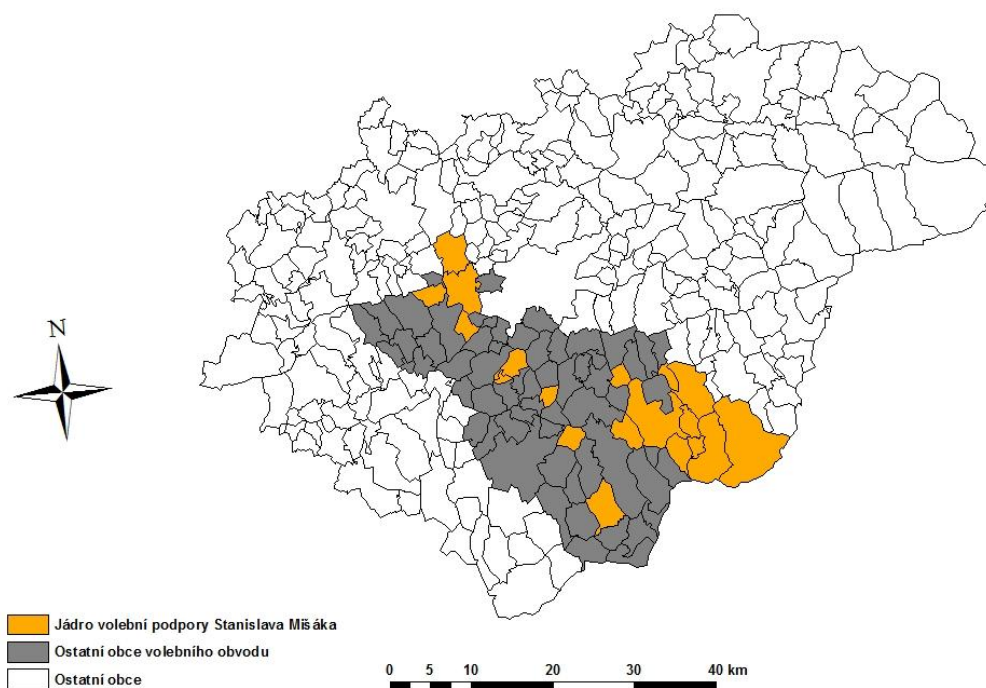 N
Jádro volební podpory Stanislava Mišáka
Ostatní obce volebního obvodu
Ostatní obce
0 5 10 20 30 40 km